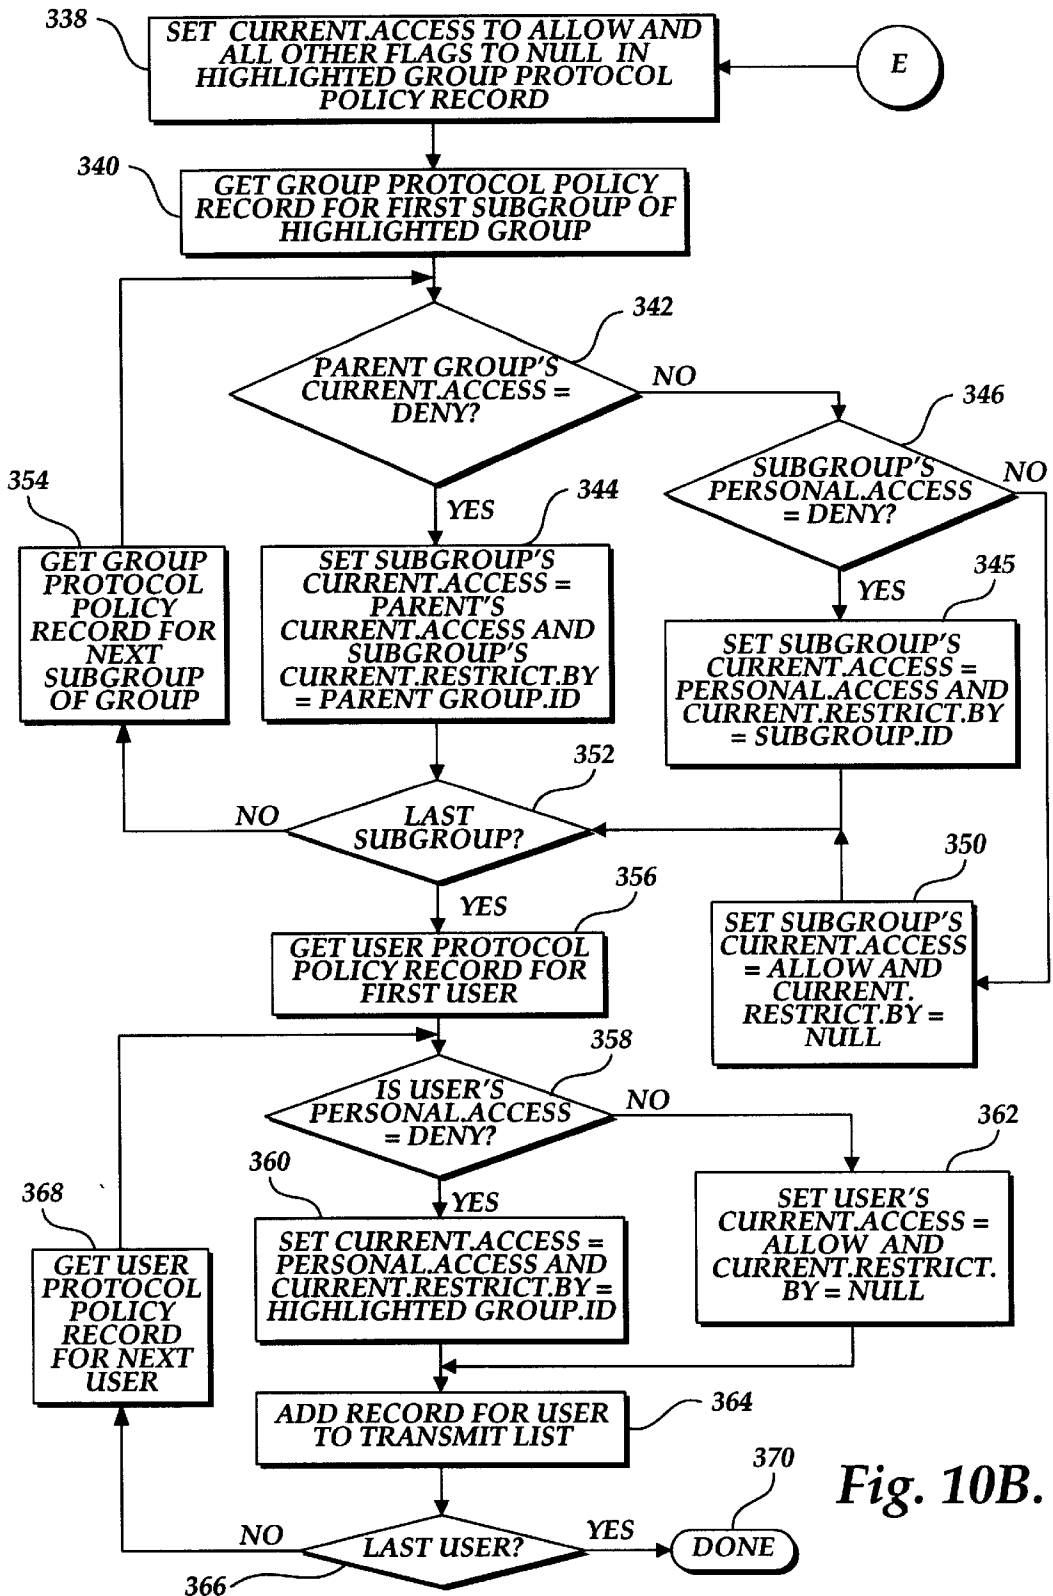 338
SET CURRENT.ACCESS TO ALLOW AND
ALL OTHER FLAGS TO NULL IN
HIGHLIGHTED GROUP PROTOCOL
POLICY RECORD
E
340
GET GROUP PROTOCOL POLICY
RECORD FOR FIRST SUBGROUP OF
HIGHLIGHTED GROUP
342
PARENT GROUP'S
CURRENT.ACCESS =
DENY?
NO
346
SUBGROUP'S
PERSONAL.ACCESS
= DENY?
NO
354
GET GROUP
PROTOCOL
POLICY
RECORD FOR
NEXT
SUBGROUP
OF GROUP
YES
344
SET SUBGROUP'S
CURRENT.ACCESS =
PARENT'S
CURRENT.ACCESS AND
SUBGROUP'S
CURRENT.RESTRICT.BY
= PARENT GROUP.ID
YES
345
SET SUBGROUP'S
CURRENT.ACCESS =
PERSONAL.ACCESS AND
CURRENT.RESTRICT.BY
= SUBGROUP.ID
352
NO
LAST
SUBGROUP?
YES
350
SET SUBGROUP'S
CURRENT.ACCESS
= ALLOW AND
CURRENT.
RESTRICT.BY =
NULL
356
GET USER PROTOCOL
POLICY RECORD FOR
FIRST USER
358
IS USER'S
PERSONAL.ACCESS
= DENY?
NO
362
SET USER'S
CURRENT.ACCESS =
ALLOW AND
CURRENT.RESTRICT.
BY = NULL
360
YES
SET CURRENT.ACCESS =
PERSONAL.ACCESS AND
CURRENT.RESTRICT.BY =
HIGHLIGHTED GROUP.ID
368
GET USER
PROTOCOL
POLICY
RECORD
FOR NEXT
USER
364
ADD RECORD FOR USER
TO TRANSMIT LIST
NO
366
LAST USER?
YES
370
DONE
Fig. 10B.